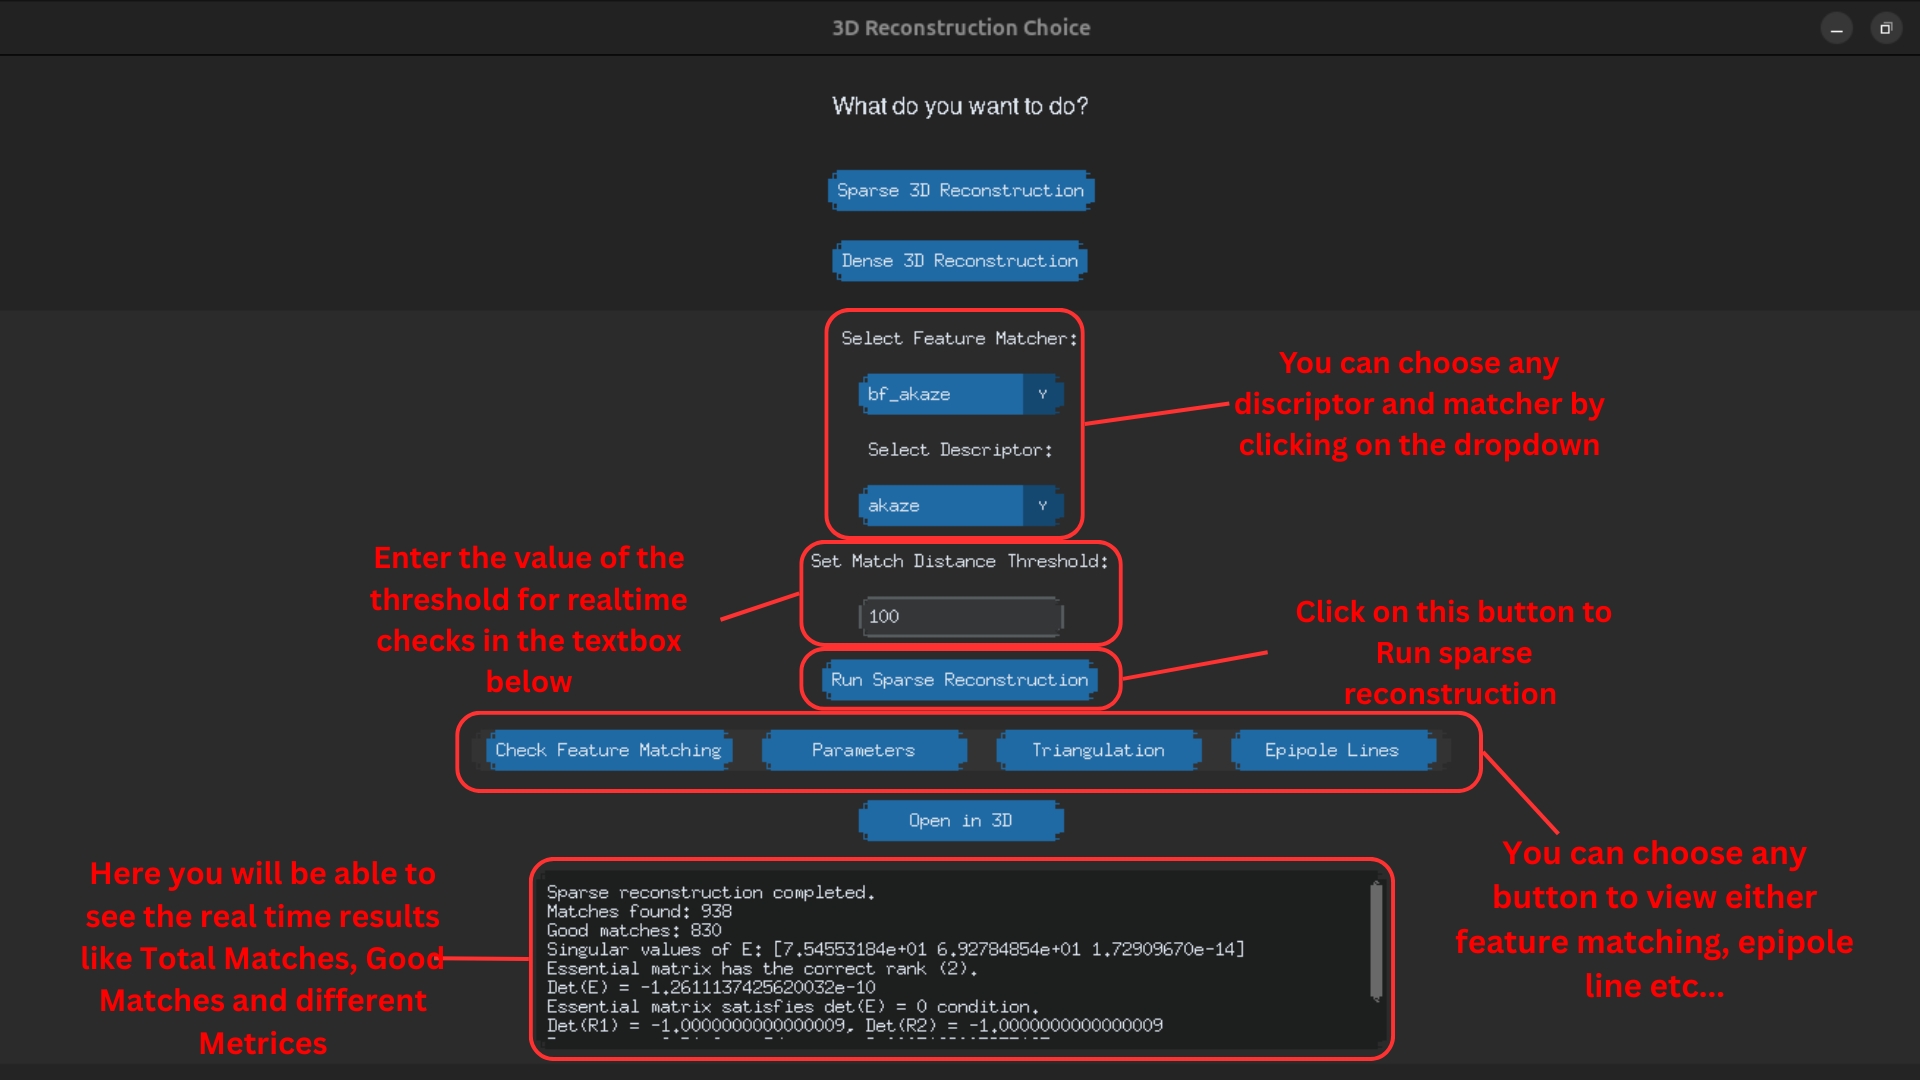 3D Reconstruction Choice
What do you want to do?
Sparse 3D Reconstruction
Dense 3D Reconstruction
Select Feature Matcher:
bf_akaze
Y
Select Descriptor:
akaze
Y
You can choose any
discriptor and matcher by
clicking on the dropdown
Set Match Distance Threshold:
100
Enter the value of the
threshold for realtime
checks in the textbox
below
Run Sparse Reconstruction
Click on this button to
Run sparse
reconstruction
Check Feature Matching
Parameters
Triangulation
Epipole Lines
You can choose any
button to view either
feature matching, epipole
line etc...
Open in 3D
Here you will be able to
see the real time results
like Total Matches, Good
Matches and different
Metrices
Sparse reconstruction completed.
Matches found: 938
Good matches: 830
Singular values of E: [7.54553184e+01 6.92784854e+01 1.72909670e-14]
Essential matrix has the correct rank (2).
Det(E) = -1.2611137425620032e-10
Essential matrix satisfies det(E) = 0 condition.
Det(R1) = -1.0000000000000009, Det(R2) = -1.0000000000000009